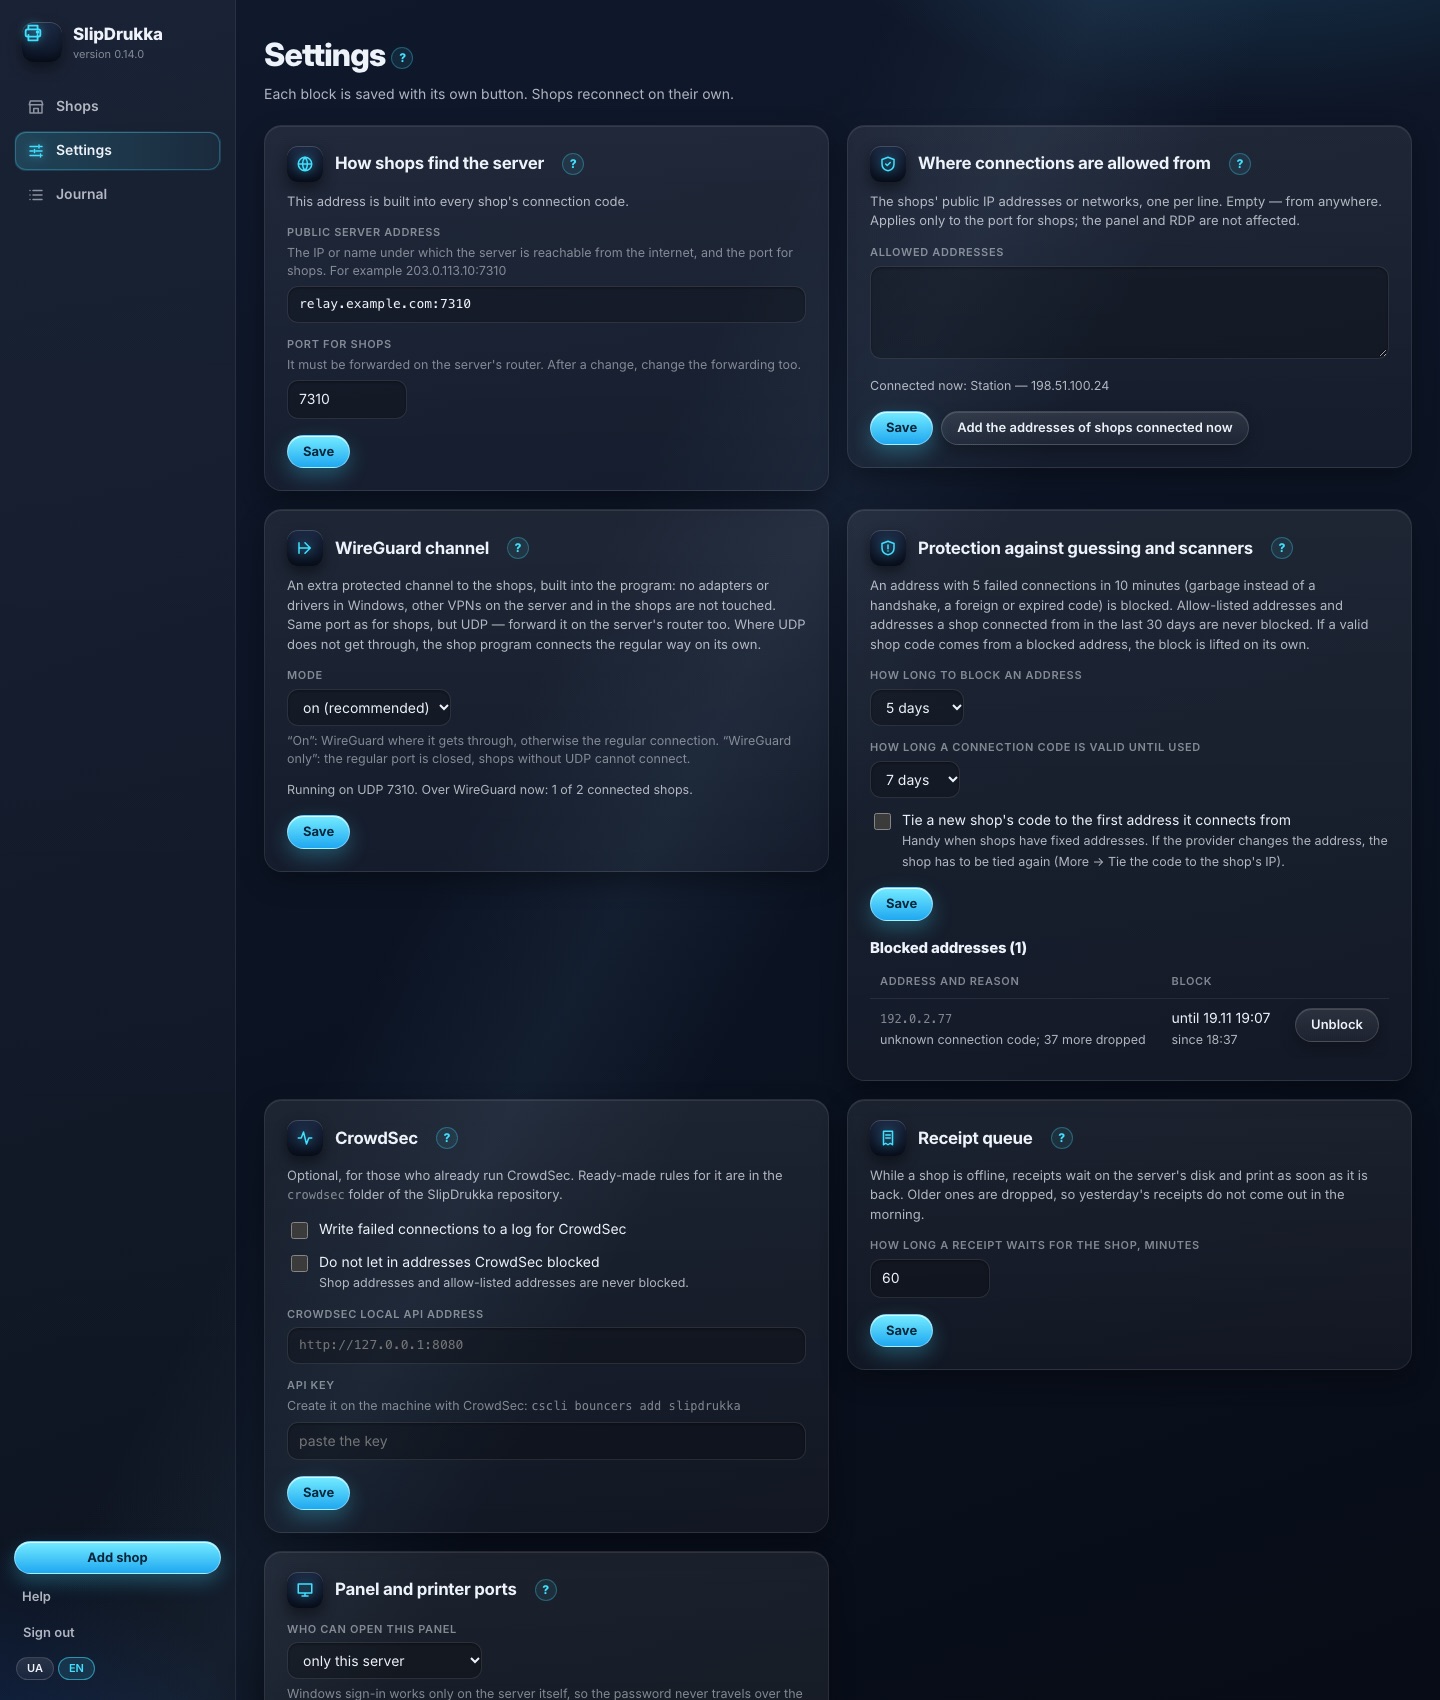 SlipDrukka
version 0.14.0
Shops
Settings
Journal
Add shop
Help
Sign out
UA
EN
Settings ?
Each block is saved with its own button. Shops reconnect on their own.
How shops find the server ?
This address is built into every shop's connection code.
PUBLIC SERVER ADDRESS
The IP or name under which the server is reachable from the internet, and the port for
shops. For example 203.0.113.10:7310
relay.example.com:7310
PORT FOR SHOPS
It must be forwarded on the server's router. After a change, change the forwarding too.
7310
Save
Where connections are allowed from ?
The shops' public IP addresses or networks, one per line. Empty — from anywhere.
Applies only to the port for shops; the panel and RDP are not affected.
ALLOWED ADDRESSES
Connected now: Station — 198.51.100.24
Save
Add the addresses of shops connected now
WireGuard channel ?
An extra protected channel to the shops, built into the program: no adapters or
drivers in Windows, other VPNs on the server and in the shops are not touched.
Same port as for shops, but UDP — forward it on the server's router too. Where UDP
does not get through, the shop program connects the regular way on its own.
MODE
on (recommended)
“On”: WireGuard where it gets through, otherwise the regular connection. “WireGuard
only”: the regular port is closed, shops without UDP cannot connect.
Running on UDP 7310. Over WireGuard now: 1 of 2 connected shops.
Save
Protection against guessing and scanners ?
An address with 5 failed connections in 10 minutes (garbage instead of a
handshake, a foreign or expired code) is blocked. Allow-listed addresses and
addresses a shop connected from in the last 30 days are never blocked. If a valid
shop code comes from a blocked address, the block is lifted on its own.
HOW LONG TO BLOCK AN ADDRESS
5 days
HOW LONG A CONNECTION CODE IS VALID UNTIL USED
7 days
Tie a new shop's code to the first address it connects from
Handy when shops have fixed addresses. If the provider changes the address, the
shop has to be tied again (More → Tie the code to the shop's IP).
Save
Blocked addresses (1)
ADDRESS AND REASON
BLOCK
192.0.2.77
until 19.11 19:07
unknown connection code; 37 more dropped
since 18:37
Unblock
CrowdSec ?
Optional, for those who already run CrowdSec. Ready-made rules for it are in the
crowdsec folder of the SlipDrukka repository.
Write failed connections to a log for CrowdSec
Do not let in addresses CrowdSec blocked
Shop addresses and allow-listed addresses are never blocked.
CROWDSEC LOCAL API ADDRESS
http://127.0.0.1:8080
API KEY
Create it on the machine with CrowdSec: cscli bouncers add slipdrukka
paste the key
Save
Receipt queue ?
While a shop is offline, receipts wait on the server's disk and print as soon as it is
back. Older ones are dropped, so yesterday's receipts do not come out in the
morning.
HOW LONG A RECEIPT WAITS FOR THE SHOP, MINUTES
60
Save
Panel and printer ports ?
WHO CAN OPEN THIS PANEL
only this server
Windows sign-in works only on the server itself, so the password never travels over the